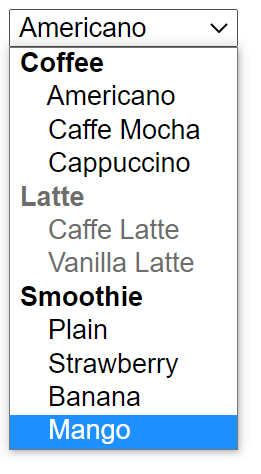 Americano
Coffee
Americano
Caffe Mocha
Cappuccino
Latte
Caffe Latte
Vanilla Latte
Smoothie
Plain
Strawberry
Banana
Mango